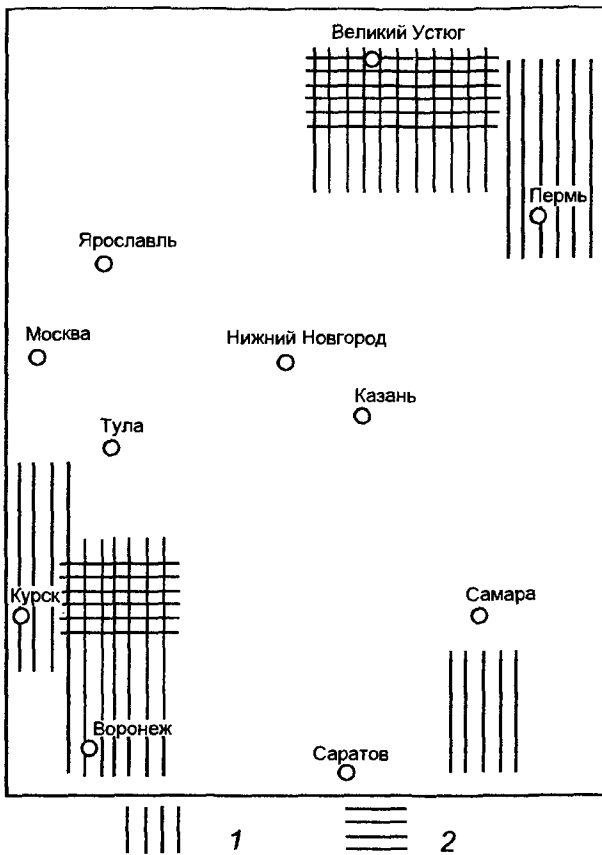 Великий Устюг
Пермь
Ярославль
Москва
Нижний Новгород
Казань
Тула
Курск
Самара
Воронеж
Саратов
1 2